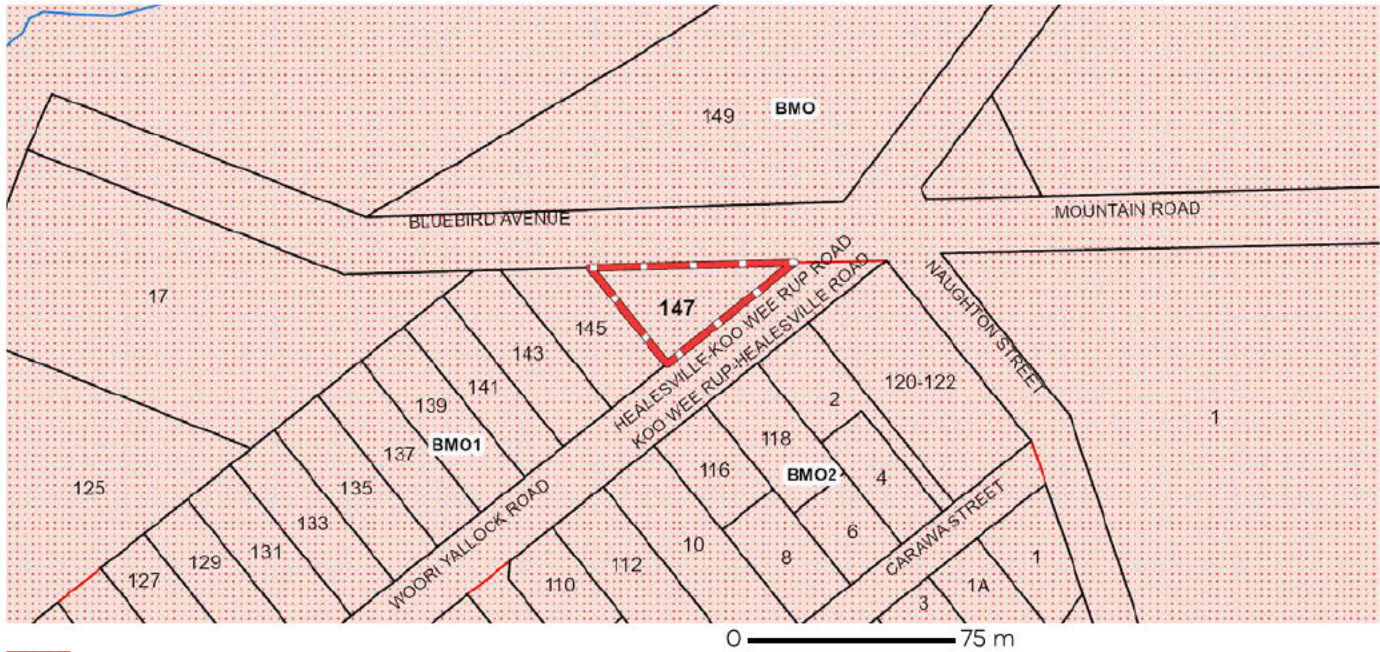 149
BMO
BLUEBIRD AVENUE
MOUNTAIN ROAD
17
147
145
143
141
139
137
135
133
131
129
127
125
BMO1
HEALESVILLE-KOO WEE RUP ROAD
KOO WEE RUP-HEALESVILLE ROAD
WOORI YALLOCK ROAD
NAUGHTON STREET
120-122
2
118
BMO2
4
116
6
10
8
112
110
CARAWA STREET
1
1
1A
3
0 75 m